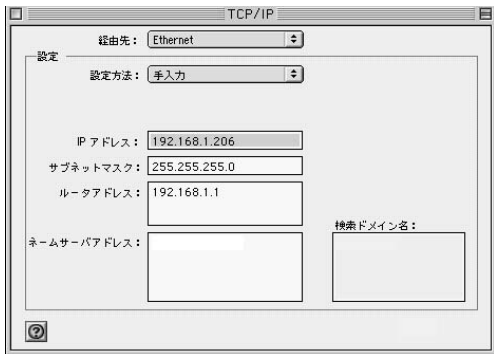 TCP/IP
経由先： Ethernet
設定
設定方法： 手入力
IP アドレス： 192.168.1.206
サブネットマスク： 255.255.255.0
ルータアドレス： 192.168.1.1
検索ドメイン名：
ネームサーバアドレス：
?